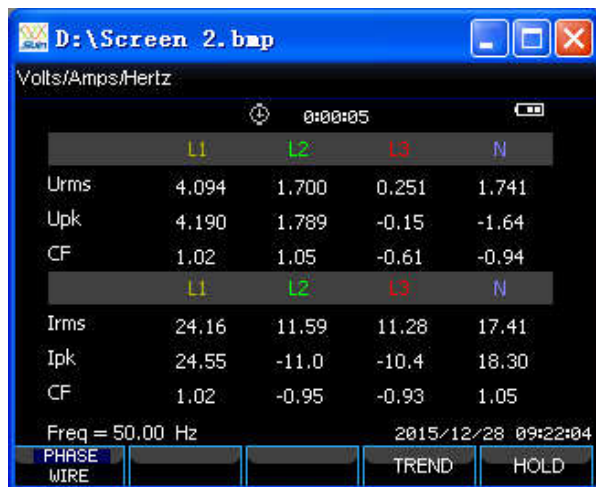 D:\Screen 2.bmp
Volts/Amps/Hertz
0:00:05
L1 L2 L3 N
Urms 4.094 1.700 0.251 1.741
Upk 4.190 1.789 -0.15 -1.64
CF 1.02 1.05 -0.61 -0.94
L1 L2 L3 N
Irms 24.16 11.59 11.28 17.41
Ipk 24.55 -11.0 -10.4 18.30
CF 1.02 -0.95 -0.93 1.05
Freq = 50.00 Hz 2015/12/28 09:22:04
PHASE
WIRE TREND HOLD